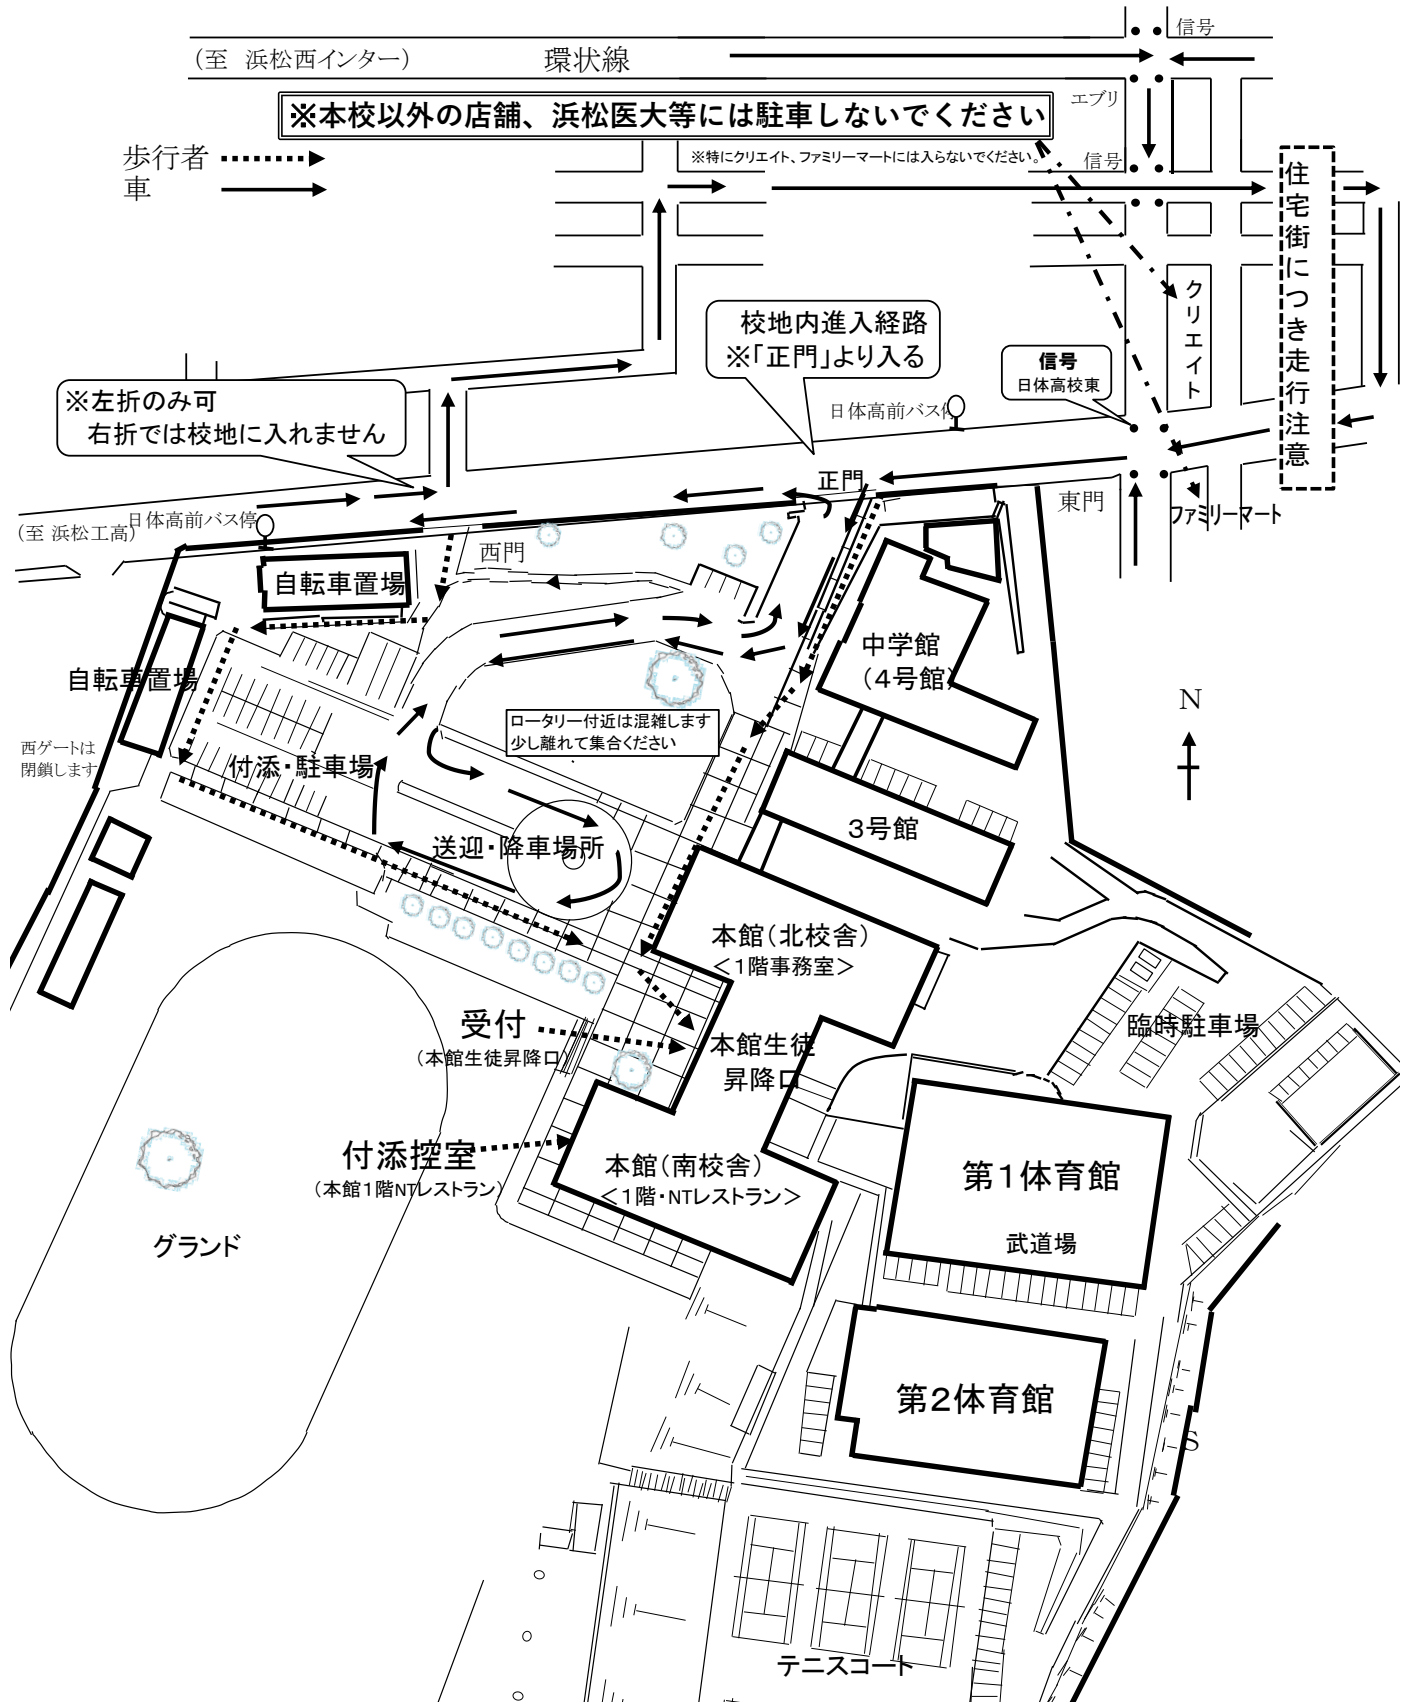 信号
(至 浜松西インター)
環状線
エブリ
※本校以外の店舗、浜松医大等には駐車しないでください
歩行者
※特にクリエイト、ファミリーマートには入らないでください。
信号
車
住宅街につき走行注意
クリエイト
校地内進入経路
※「正門」より入る
信号
日体高校東
※左折のみ可
右折では校地に入れません
日体高前バス停
正門
東門
ファミリーマート
(至 浜松工高)
日体高前バス停
西門
自転車置場
中学館
(4号館)
自転車置場
N
ロータリー付近は混雑します
少し離れて集合ください
西ゲートは
閉鎖します
付添・駐車場
3号館
送迎・降車場所
本館(北校舎)
<1階事務室>
受付
(本館生徒昇降口)
臨時駐車場
本館生徒
昇降口
付添控室
(本館1階NTレストラン)
本館(南校舎)
<1階・NTレストラン>
第1体育館
武道場
グランド
第2体育館
S
テニスコート